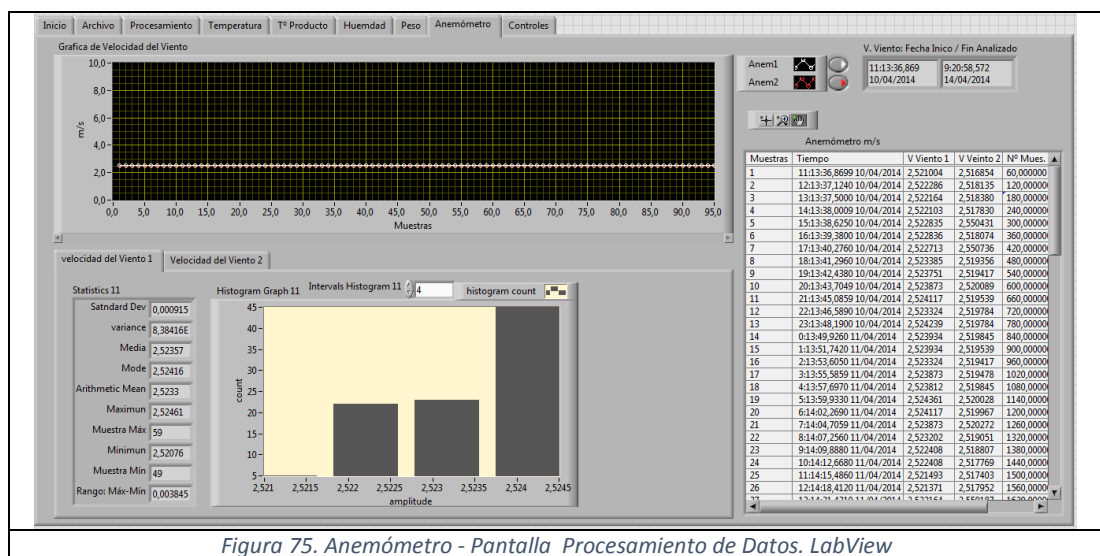 Inicio Archivo Procesamiento Temperatura Tº Producto Huemdad Peso Anemómetro Controles
Grafica de Velocidad del Viento
10,0
8,0
6,0
4,0
2,0
0,0
m/s
0,0 5,0 10,0 15,0 20,0 25,0 30,0 35,0 40,0 45,0 50,0 55,0 60,0 65,0 70,0 75,0 80,0 85,0 90,0 95,0
Muestras
Anem1
Anem2
V. Viento: Fecha Inico / Fin Analizado
11:13:36,869 9:20:58,572
10/04/2014 14/04/2014
Anemómetro m/s
Muestras Tiempo V Viento 1 V Veinto 2 Nº Mues.
1 11:13:36,8699 10/04/2014 2,521004 2,516854 60,000000
2 12:13:37,1240 10/04/2014 2,522286 2,518135 120,00000
3 13:13:37,5000 10/04/2014 2,522164 2,518380 180,00000
4 14:13:38,0009 10/04/2014 2,522103 2,517830 240,00000
5 15:13:38,6250 10/04/2014 2,522835 2,550431 300,00000
6 16:13:39,3800 10/04/2014 2,522836 2,518074 360,00000
7 17:13:40,2760 10/04/2014 2,522713 2,550736 420,00000
8 18:13:41,2960 10/04/2014 2,523385 2,519356 480,00000
9 19:13:42,4380 10/04/2014 2,523751 2,519417 540,00000
10 20:13:43,7049 10/04/2014 2,523873 2,520089 600,00000
11 21:13:45,0859 10/04/2014 2,524117 2,519539 660,00000
12 22:13:46,5890 10/04/2014 2,523324 2,519784 720,00000
13 23:13:48,1900 10/04/2014 2,524239 2,519784 780,00000
14 0:13:49,9260 11/04/2014 2,523934 2,519845 840,00000
15 1:13:51,7420 11/04/2014 2,523934 2,519539 900,00000
16 2:13:53,6050 11/04/2014 2,523324 2,519417 960,00000
17 3:13:55,5859 11/04/2014 2,523873 2,519478 1020,0000
18 4:13:57,6970 11/04/2014 2,523812 2,519845 1080,0000
19 5:13:59,9330 11/04/2014 2,524361 2,520028 1140,0000
20 6:14:02,2690 11/04/2014 2,524117 2,519967 1200,0000
21 7:14:04,7059 11/04/2014 2,523873 2,520272 1260,0000
22 8:14:07,2560 11/04/2014 2,523202 2,519051 1320,0000
23 9:14:09,8880 11/04/2014 2,522408 2,518807 1380,0000
24 10:14:12,6680 11/04/2014 2,522408 2,517769 1440,0000
25 11:14:15,4860 11/04/2014 2,521493 2,517403 1500,0000
26 12:14:18,4120 11/04/2014 2,521371 2,517952 1560,0000
velocidad del Viento 1 Velocidad del Viento 2
Statistics 11
Satndard Dev 0,000915
variance 8,38416E
Media 2,52357
Mode 2,52416
Arithmetic Mean 2,5233
Maximun 2,52461
Muestra Máx 59
Minimun 2,52076
Muestra Mín 49
Rango: Máx-Mín 0,003845
Histogram Graph 11 Intervals Histogram 11 4 histogram count
45
40
35
30
25
20
15
10
5
count
2,521 2,5215 2,522 2,5225 2,523 2,5235 2,524 2,5245
amplitude
Figura 75. Anemómetro - Pantalla Procesamiento de Datos. LabView